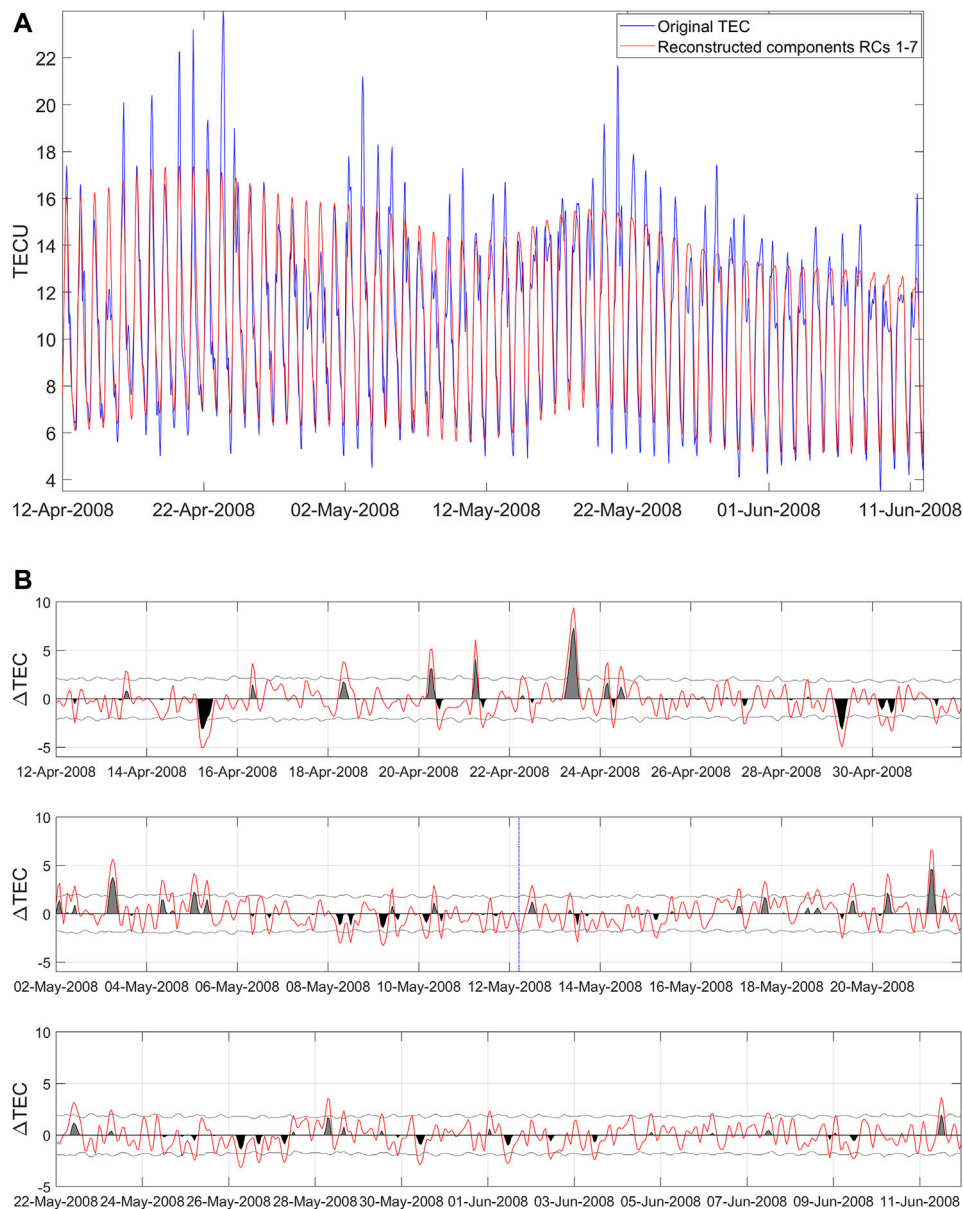 A
Original TEC
Reconstructed components RCs 1-7
TECU
22
20
18
16
14
12
10
8
6
4
12-Apr-2008 22-Apr-2008 02-May-2008 12-May-2008 22-May-2008 01-Jun-2008 11-Jun-2008
B
ΔTEC
10
5
0
-5
12-Apr-2008 14-Apr-2008 16-Apr-2008 18-Apr-2008 20-Apr-2008 22-Apr-2008 24-Apr-2008 26-Apr-2008 28-Apr-2008 30-Apr-2008
ΔTEC
10
5
0
-5
02-May-2008 04-May-2008 06-May-2008 08-May-2008 10-May-2008 12-May-2008 14-May-2008 16-May-2008 18-May-2008 20-May-2008
ΔTEC
10
5
0
-5
22-May-2008 24-May-2008 26-May-2008 28-May-2008 30-May-2008 01-Jun-2008 03-Jun-2008 05-Jun-2008 07-Jun-2008 09-Jun-2008 11-Jun-2008